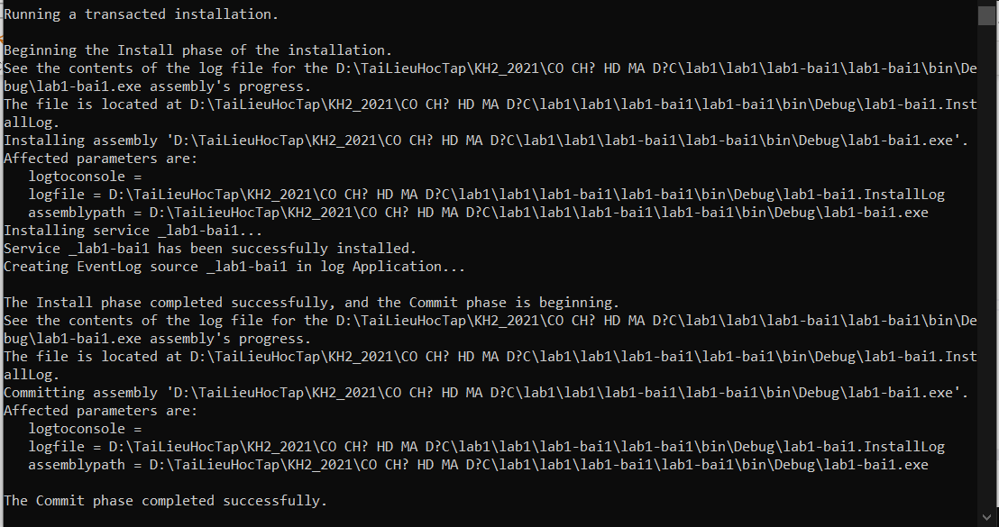 Running a transacted installation.
Beginning the Install phase of the installation.
See the contents of the log file for the D:\TaiLieuHocTap\KH2_2021\CO CH? HD MA D?C\lab1\lab1\lab1-bai1\lab1-bai1\bin\De
bug\lab1-bai1.exe assembly's progress.
The file is located at D:\TaiLieuHocTap\KH2_2021\CO CH? HD MA D?C\lab1\lab1\lab1-bai1\lab1-bai1\bin\Debug\lab1-bai1.Inst
allLog.
Installing assembly 'D:\TaiLieuHocTap\KH2_2021\CO CH? HD MA D?C\lab1\lab1\lab1-bai1\lab1-bai1\bin\Debug\lab1-bai1.exe'.
Affected parameters are:
logtoconsole =
logfile = D:\TaiLieuHocTap\KH2_2021\CO CH? HD MA D?C\lab1\lab1\lab1-bai1\lab1-bai1\bin\Debug\lab1-bai1.InstallLog
assemblypath = D:\TaiLieuHocTap\KH2_2021\CO CH? HD MA D?C\lab1\lab1\lab1-bai1\lab1-bai1\bin\Debug\lab1-bai1.exe
Installing service _lab1-bai1...
Service _lab1-bai1 has been successfully installed.
Creating EventLog source _lab1-bai1 in log Application...
The Install phase completed successfully, and the Commit phase is beginning.
See the contents of the log file for the D:\TaiLieuHocTap\KH2_2021\CO CH? HD MA D?C\lab1\lab1\lab1-bai1\lab1-bai1\bin\De
bug\lab1-bai1.exe assembly's progress.
The file is located at D:\TaiLieuHocTap\KH2_2021\CO CH? HD MA D?C\lab1\lab1\lab1-bai1\lab1-bai1\bin\Debug\lab1-bai1.Inst
allLog.
Committing assembly 'D:\TaiLieuHocTap\KH2_2021\CO CH? HD MA D?C\lab1\lab1\lab1-bai1\lab1-bai1\bin\Debug\lab1-bai1.exe'.
Affected parameters are:
logtoconsole =
logfile = D:\TaiLieuHocTap\KH2_2021\CO CH? HD MA D?C\lab1\lab1\lab1-bai1\lab1-bai1\bin\Debug\lab1-bai1.InstallLog
assemblypath = D:\TaiLieuHocTap\KH2_2021\CO CH? HD MA D?C\lab1\lab1\lab1-bai1\lab1-bai1\bin\Debug\lab1-bai1.exe
The Commit phase completed successfully.